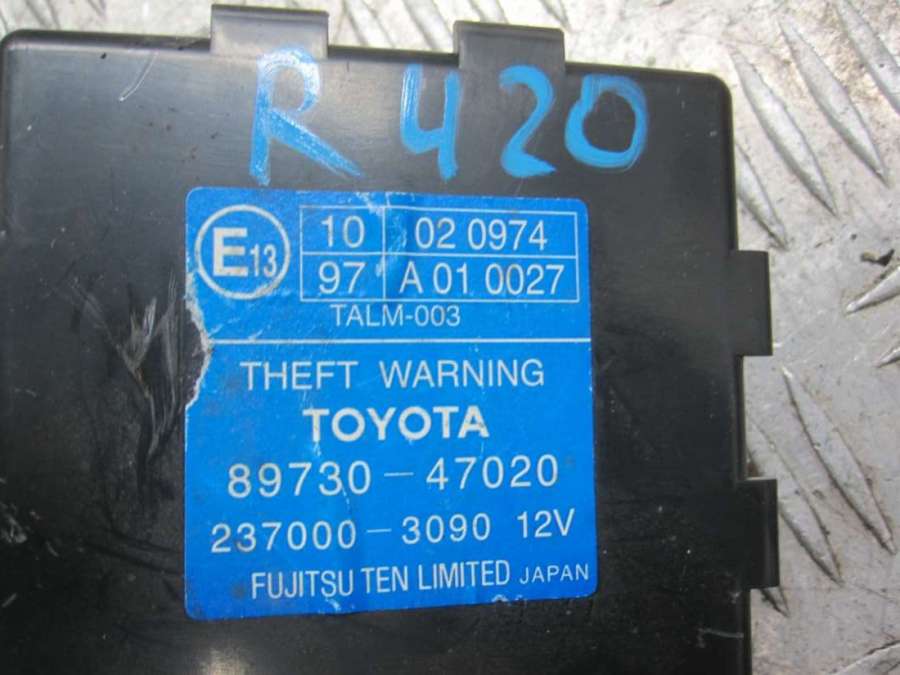 R 420
E13
10 02 0974
97 A 01 0027
TALM-003
THEFT WARNING
TOYOTA
89730-47020
237000-3090 12V
FUJITSU TEN LIMITED JAPAN